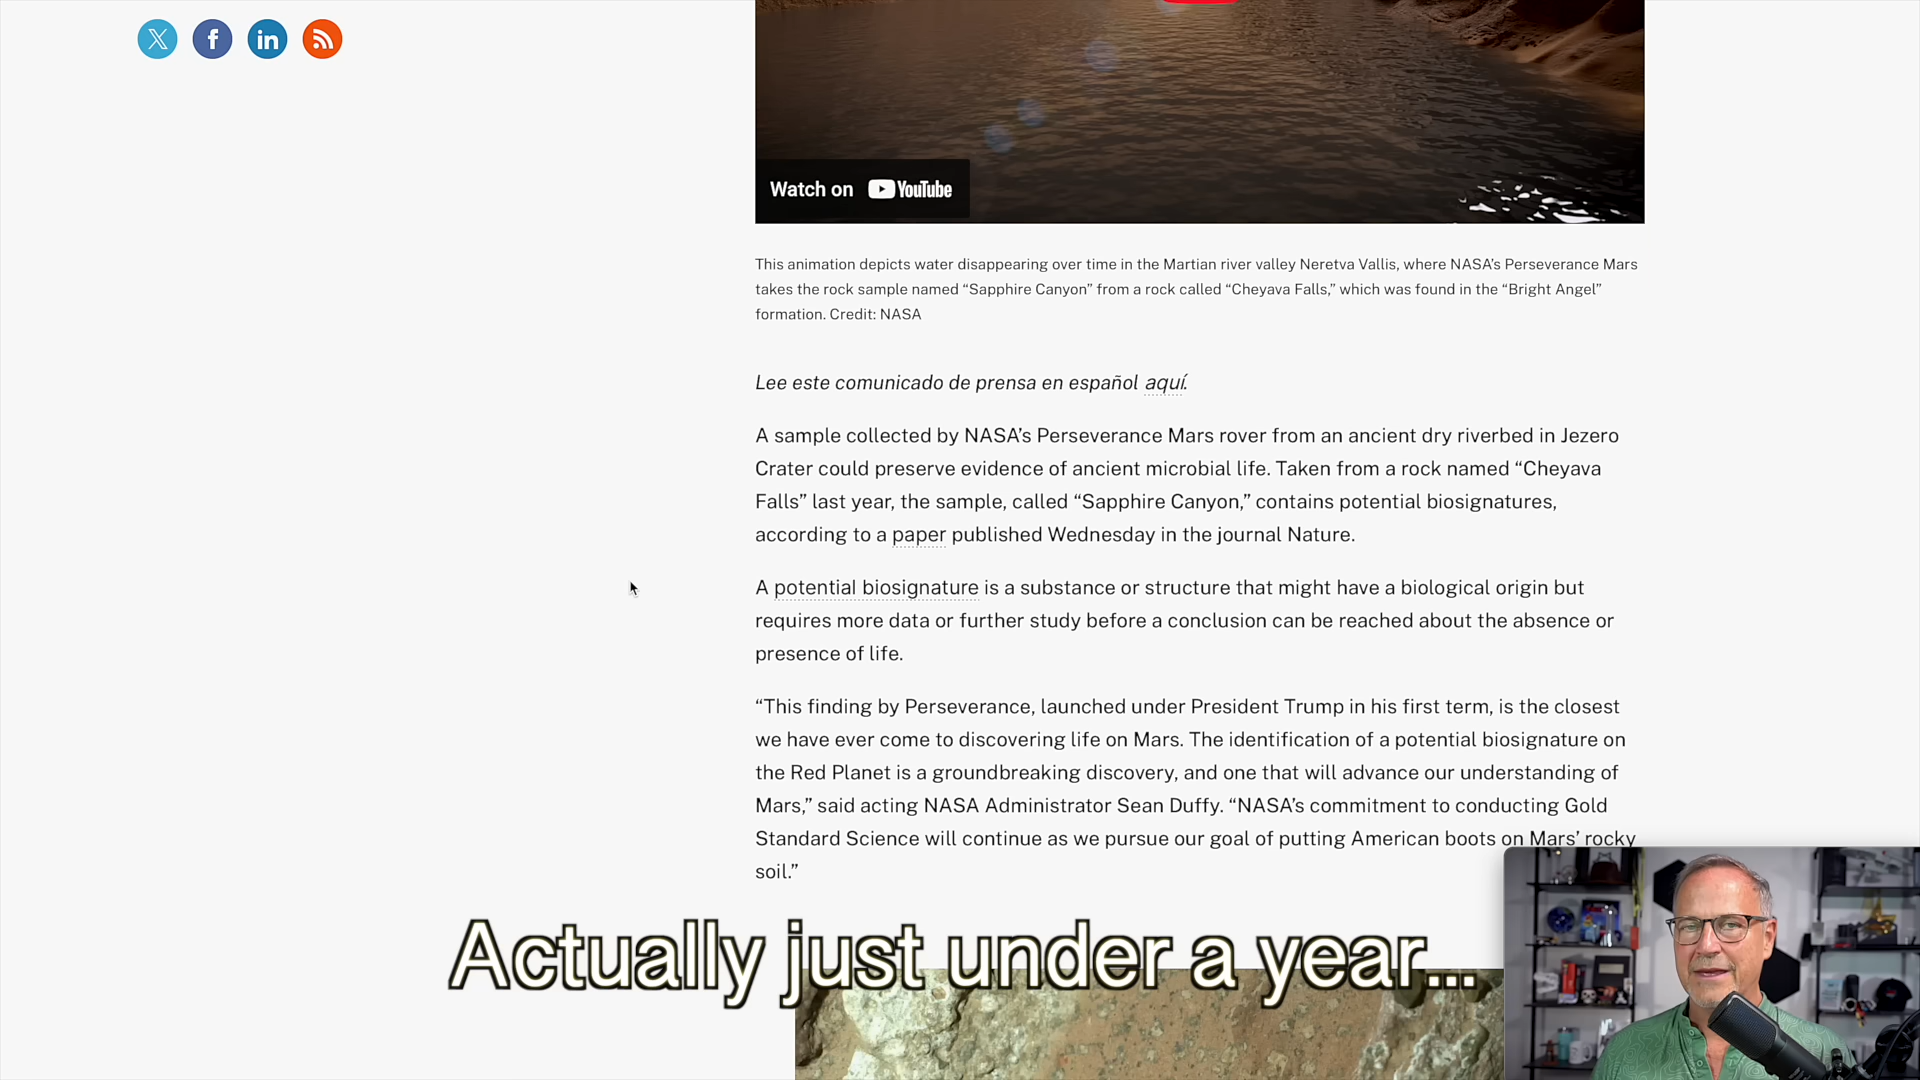 Watch on YouTube
This animation depicts water disappearing over time in the Martian river valley Neretva Vallis, where NASA’s Perseverance Mars
takes the rock sample named “Sapphire Canyon” from a rock called “Cheyava Falls,” which was found in the “Bright Angel”
formation. Credit: NASA
Lee este comunicado de prensa en español aquí.
A sample collected by NASA’s Perseverance Mars rover from an ancient dry riverbed in Jezero
Crater could preserve evidence of ancient microbial life. Taken from a rock named “Cheyava
Falls” last year, the sample, called “Sapphire Canyon,” contains potential biosignatures,
according to a paper published Wednesday in the journal Nature.
A potential biosignature is a substance or structure that might have a biological origin but
requires more data or further study before a conclusion can be reached about the absence or
presence of life.
“This finding by Perseverance, launched under President Trump in his first term, is the closest
we have ever come to discovering life on Mars. The identification of a potential biosignature on
the Red Planet is a groundbreaking discovery, and one that will advance our understanding of
Mars,” said acting NASA Administrator Sean Duffy. “NASA’s commitment to conducting Gold
Standard Science will continue as we pursue our goal of putting American boots on Mars’ rocky
soil.”
Actually just under a year...